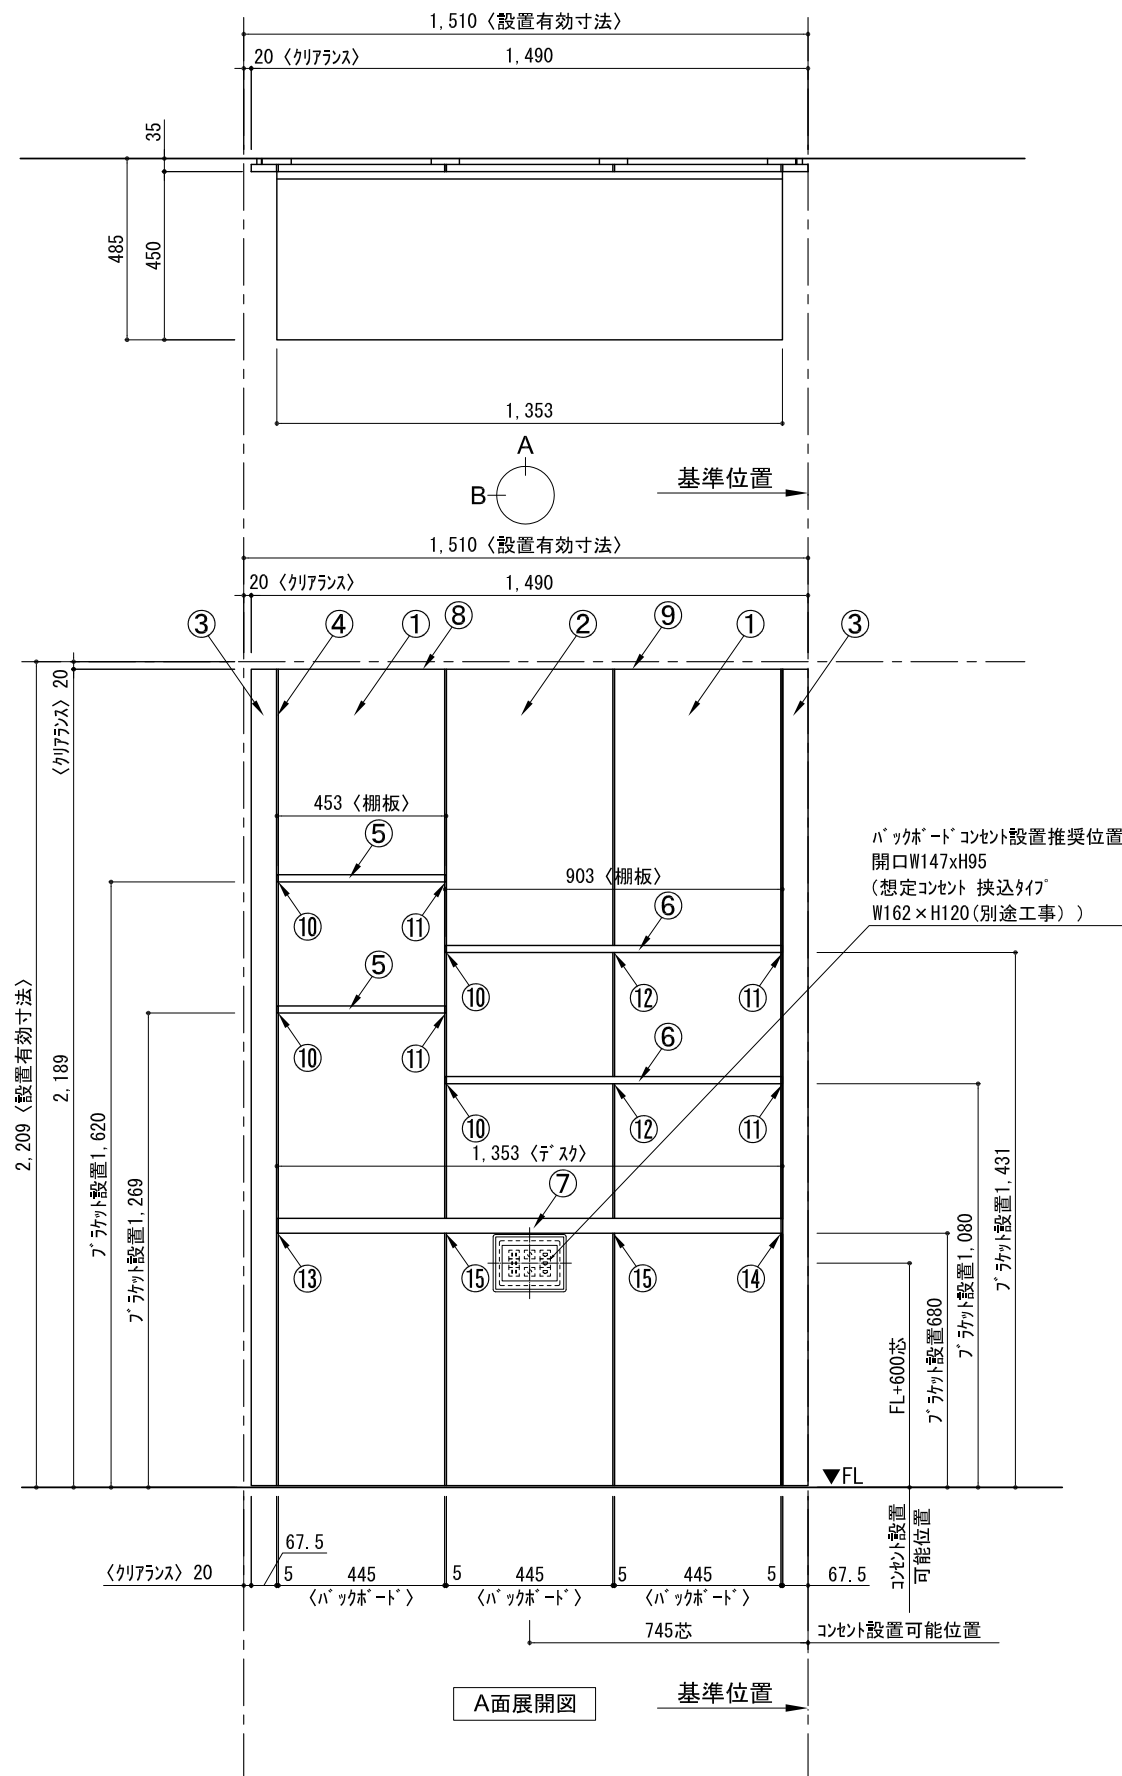 1,510〈設置有効寸法〉
20〈クリアランス〉
1,490
35
485
450
1,353
A
B
基準位置
1,510〈設置有効寸法〉
20〈クリアランス〉
1,490
③
④
①
⑧
②
⑨
①
③
〈クリアランス〉20
453〈棚板〉
⑤
バックボードコンセント設置推奨位置
開口W147xH95
(想定コンセント 挟込タイプ
W162×H120(別途工事))
903〈棚板〉
⑥
⑩
⑪
⑤
⑩
⑫
⑪
⑥
⑩
⑪
⑩
⑫
⑪
2,209〈設置有効寸法〉
2,189
ブラケット設置1,620
ブラケット設置1,269
1,353〈デスク〉
⑦
⑬
⑮
⑮
⑭
FL+600芯
ブラケット設置680
ブラケット設置1,080
ブラケット設置1,431
▼FL
コンセント設置
可能位置
67.5
〈クリアランス〉20
5
445
5
445
5
445
5
67.5
〈バックボード〉
〈バックボード〉
〈バックボード〉
745芯
コンセント設置可能位置
A面展開図
基準位置